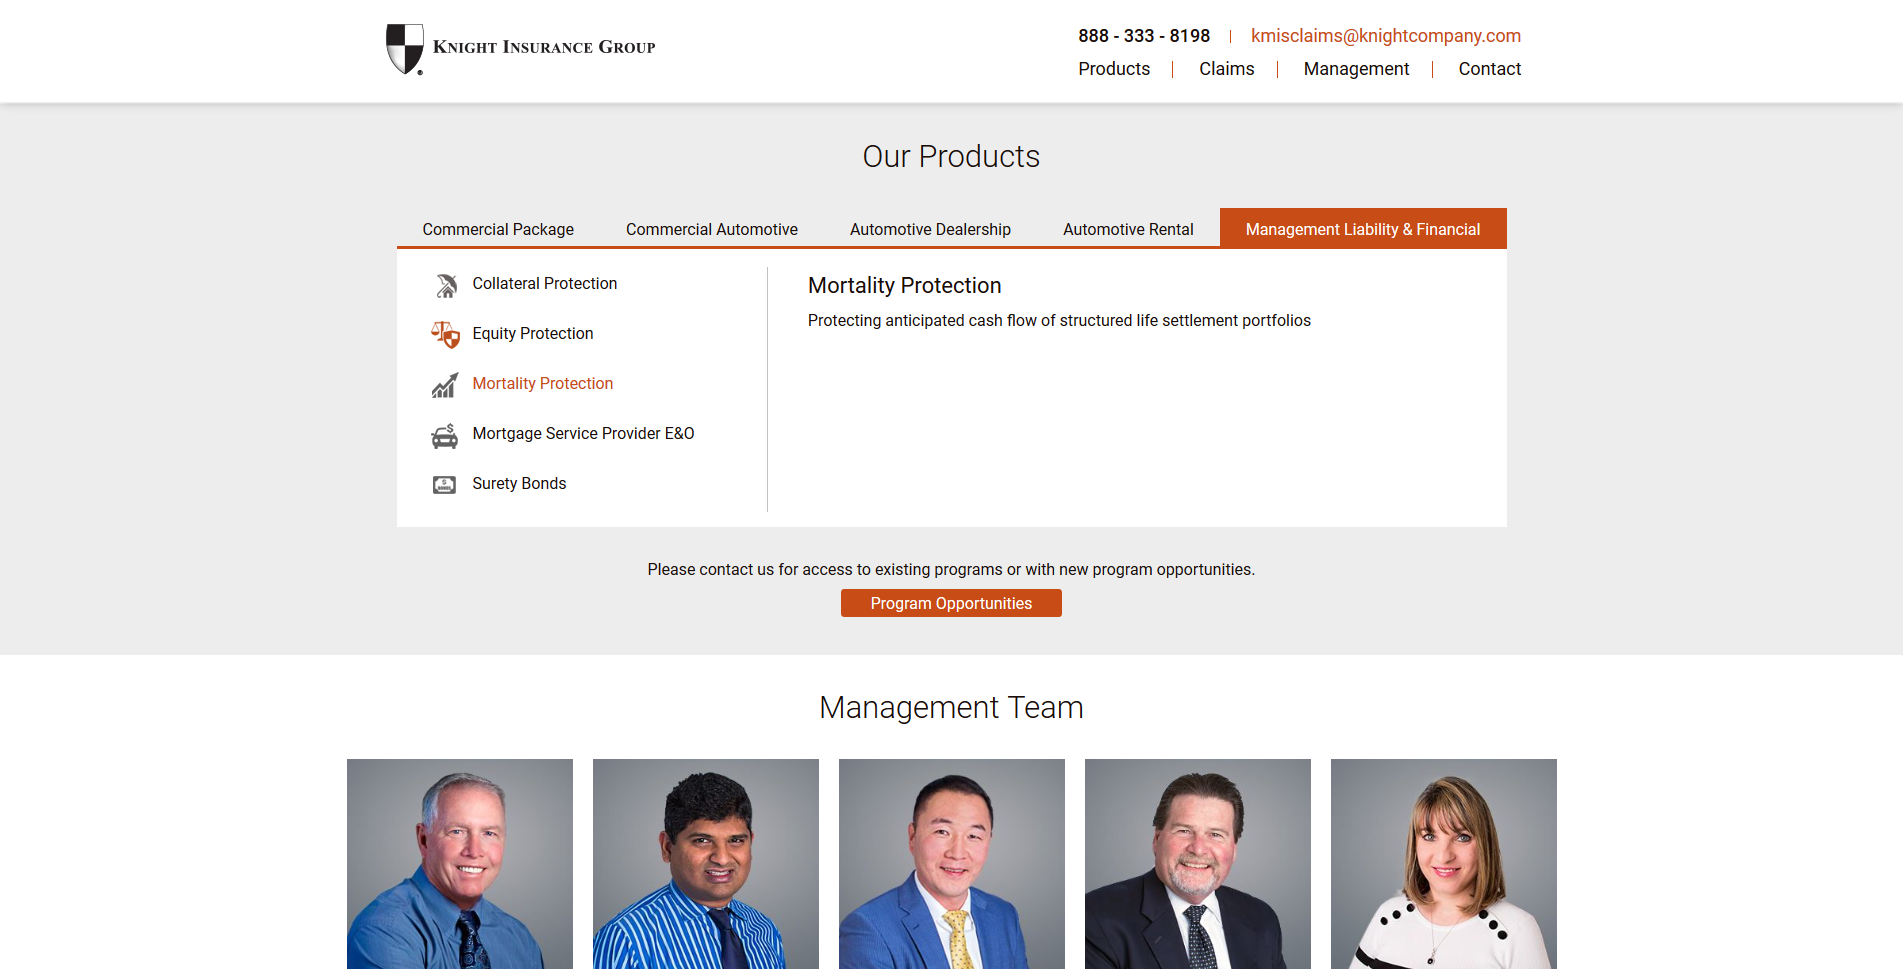 Knight Insurance Group
888 - 333 - 8198
kmisclaims@knightcompany.com
Products
Claims
Management
Contact
Our Products
Commercial Package
Commercial Automotive
Automotive Dealership
Automotive Rental
Management Liability & Financial
Collateral Protection
Equity Protection
Mortality Protection
Mortgage Service Provider E&O
Surety Bonds
Mortality Protection
Protecting anticipated cash flow of structured life settlement portfolios
Please contact us for access to existing programs or with new program opportunities.
Program Opportunities
Management Team